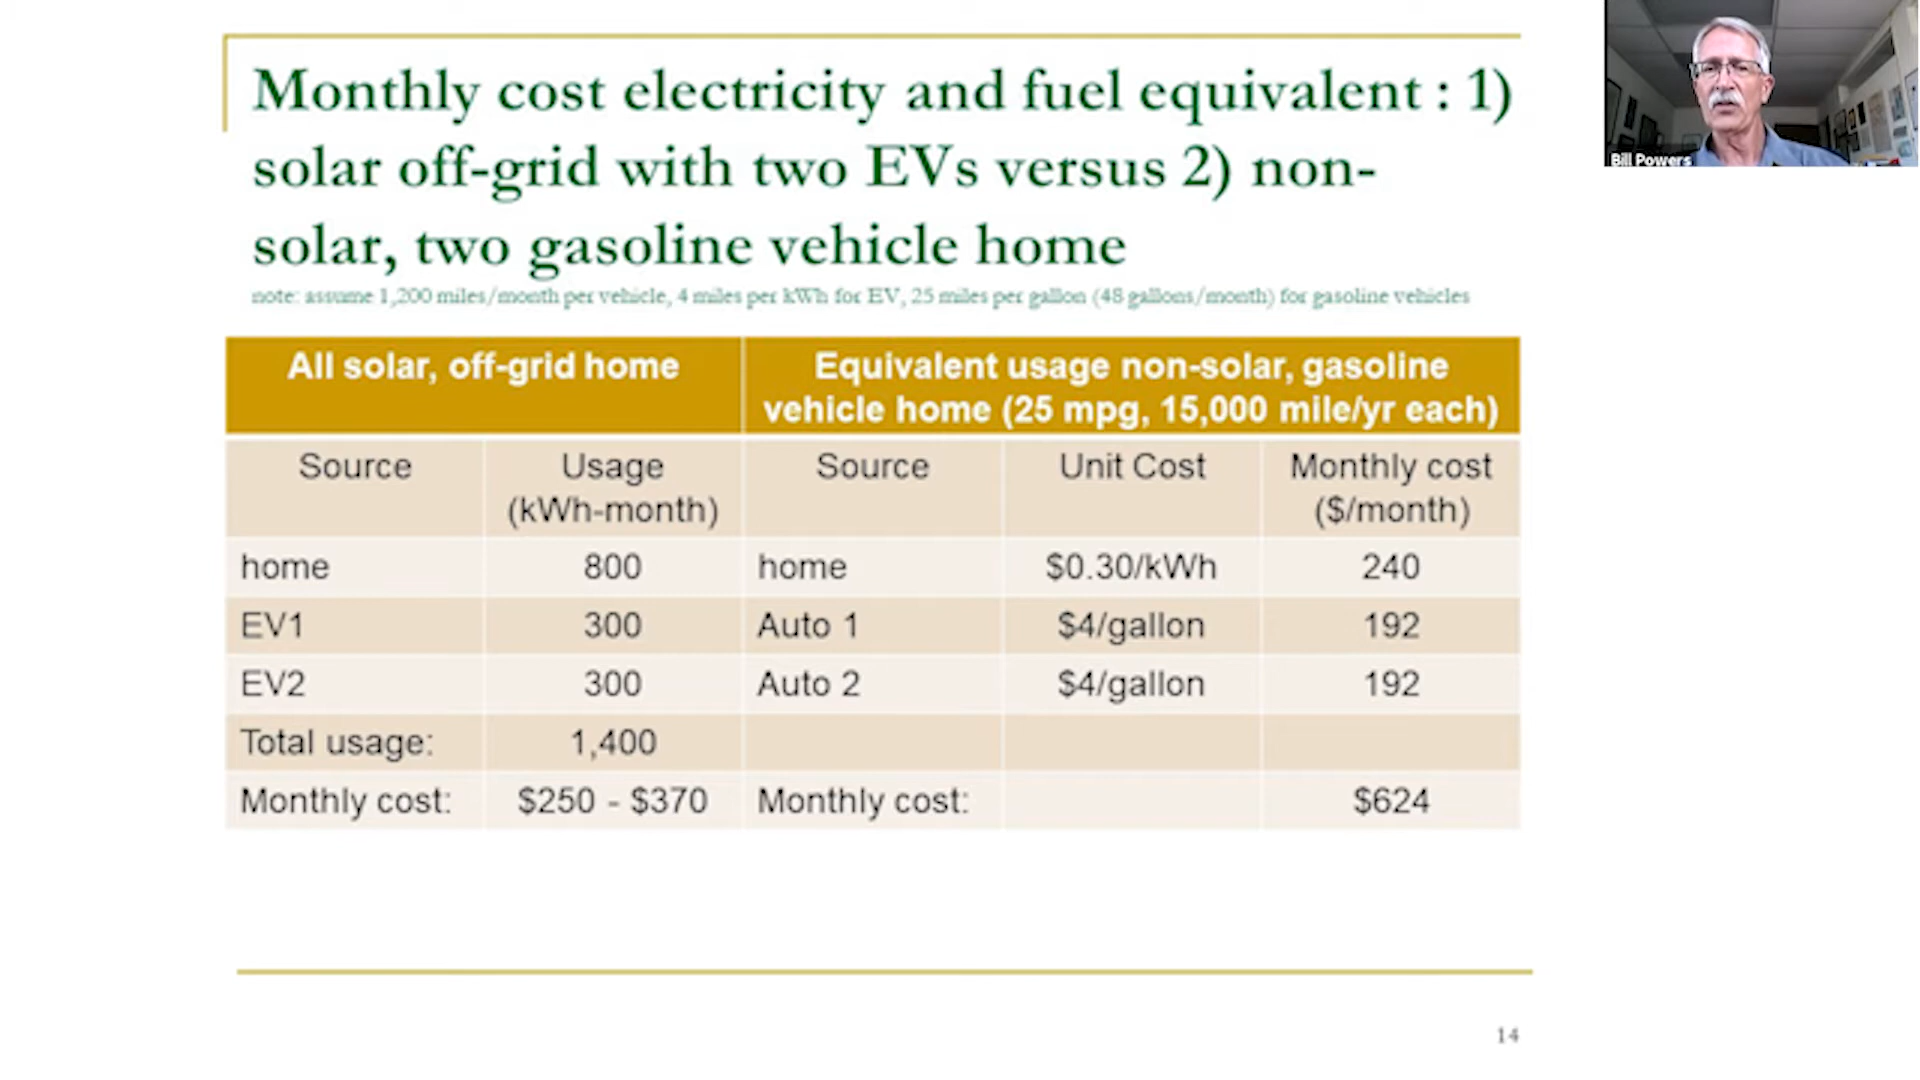 Monthly cost electricity and fuel equivalent : 1)
solar off-grid with two EVs versus 2) non-
solar, two gasoline vehicle home
note: assume 1,200 miles/month per vehicle, 4 miles per kWh for EV, 25 miles per gallon (48 gallons/month) for gasoline vehicles
All solar, off-grid home
Equivalent usage non-solar, gasoline
vehicle home (25 mpg, 15,000 mile/yr each)
Source
Usage
(kWh-month)
Source
Unit Cost
Monthly cost
($/month)
home 800 home $0.30/kWh 240
EV1 300 Auto 1 $4/gallon 192
EV2 300 Auto 2 $4/gallon 192
Total usage: 1,400
Monthly cost: $250 - $370 Monthly cost: $624
14
Bill Powers